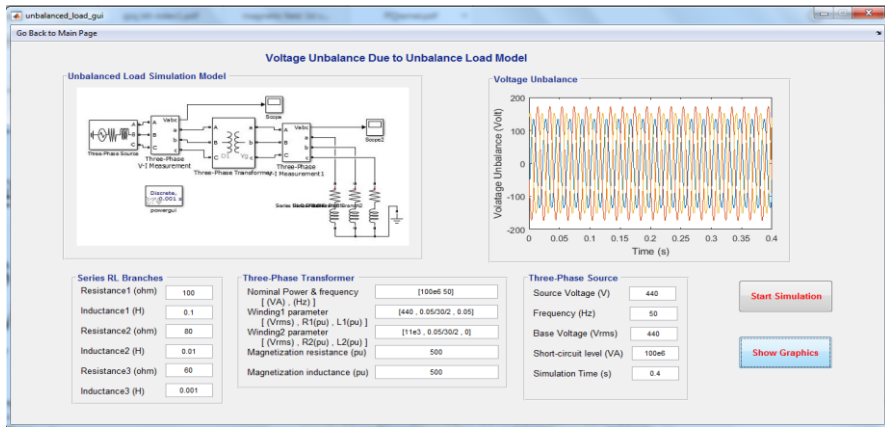 unbalanced_load_gui
Go Back to Main Page
Voltage Unbalance Due to Unbalance Load Model
Unbalanced Load Simulation Model
Scope
Scope2
Vabc
A
B
C
a
b
c
Three-Phase Source
Three-Phase
V-I Measurement
Three-Phase Transformer
Three-Phase
V-I Measurement1
Discrete,
powergui
Voltage Unbalance
Volatage Unbalance (Volt)
200
100
0
-100
-200
0 0.05 0.1 0.15 0.2 0.25 0.3 0.35 0.4
Time (s)
Series RL Branches
Resistance1 (ohm) 100
Inductance1 (H) 0.1
Resistance2 (ohm) 80
Inductance2 (H) 0.01
Resistance3 (ohm) 60
Inductance3 (H) 0.001
Three-Phase Transformer
Nominal Power & frequency [100e6 50]
[ (VA) , (Hz) ]
Winding1 parameter [440 , 0.05/30/2 , 0.05]
[ (Vrms) , R1(pu) , L1(pu) ]
Winding2 parameter [11e3 , 0.05/30/2 , 0]
[ (Vrms) , R2(pu) , L2(pu) ]
Magnetization resistance (pu) 500
Magnetization inductance (pu) 500
Three-Phase Source
Source Voltage (V) 440
Frequency (Hz) 50
Base Voltage (Vrms) 440
Short-circuit level (VA) 100e6
Simulation Time (s) 0.4
Start Simulation
Show Graphics